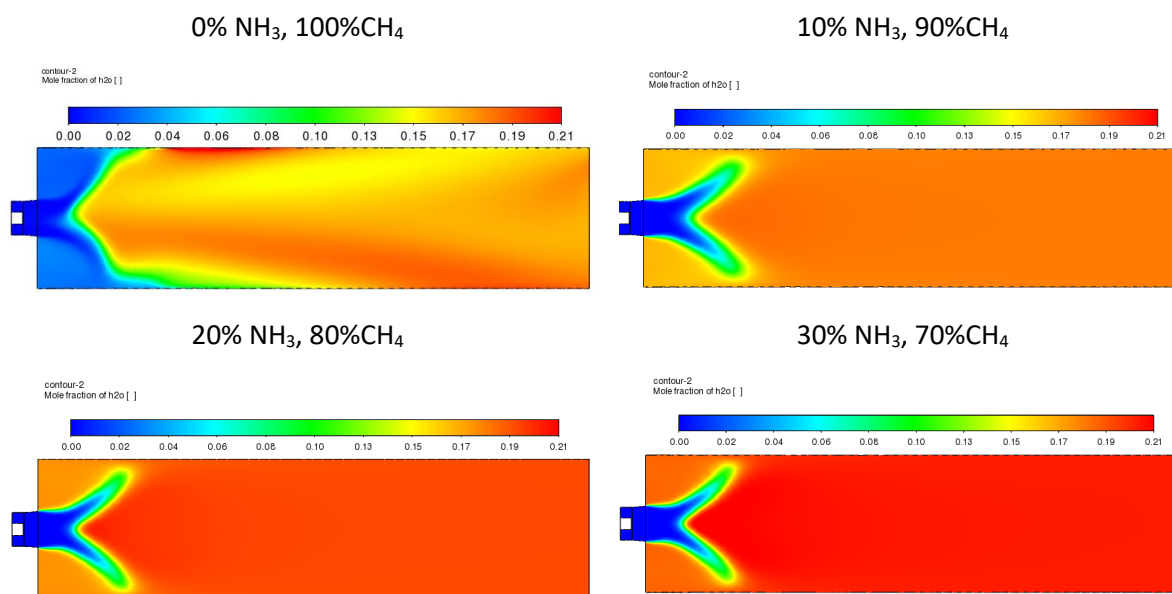 0% NH₃, 100%CH₄
contour-2
Mole fraction of h2o [ ]
0.00 0.02 0.04 0.06 0.08 0.10 0.13 0.15 0.17 0.19 0.21
10% NH₃, 90%CH₄
contour-2
Mole fraction of h2o [ ]
0.00 0.02 0.04 0.06 0.08 0.10 0.13 0.15 0.17 0.19 0.21
20% NH₃, 80%CH₄
contour-2
Mole fraction of h2o [ ]
0.00 0.02 0.04 0.06 0.08 0.10 0.13 0.15 0.17 0.19 0.21
30% NH₃, 70%CH₄
contour-2
Mole fraction of h2o [ ]
0.00 0.02 0.04 0.06 0.08 0.10 0.13 0.15 0.17 0.19 0.21